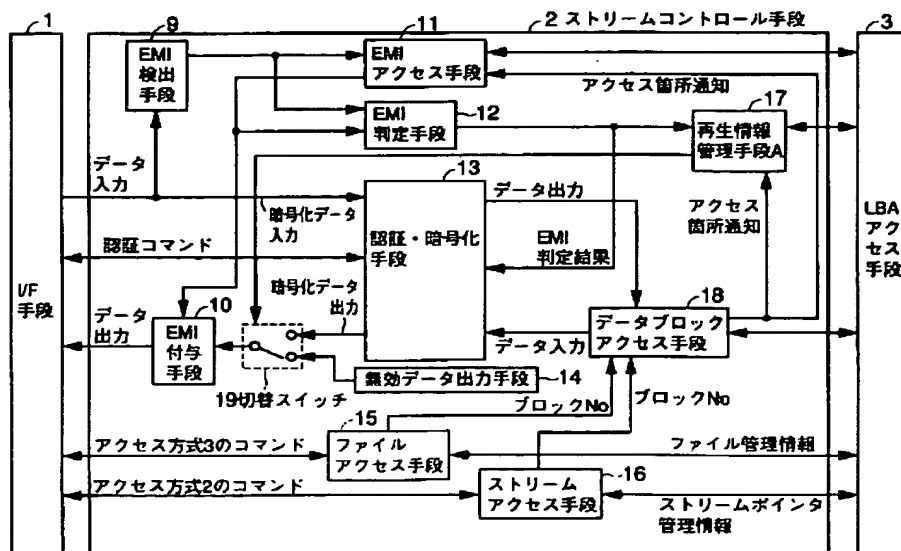 1
2 ストリームコントロール手段
3
9
EMI
検出
手段
11
EMI
アクセス手段
アクセス箇所通知
EMI
判定手段
12
17
再生情報
管理手段A
データ
入力
暗号化データ
入力
13
認証・暗号化
手段
データ出力
アクセス
箇所通知
LBA
アク
セス
手段
認証コマンド
EMI
判定結果
I/F
手段
データ
出力
10
EMI
付与
手段
暗号化データ
出力
18
データブロック
アクセス手段
データ入力
19切替スイッチ
無効データ出力手段
14
ブロックNo
ブロックNo
アクセス方式3のコマンド
15
ファイル
アクセス手段
ファイル管理情報
アクセス方式2のコマンド
ストリーム
アクセス手段
16
ストリームポインタ
管理情報